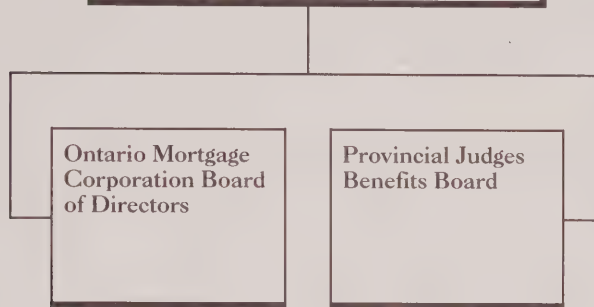 Ontario Mortgage
Corporation Board
of Directors
Provincial Judges
Benefits Board